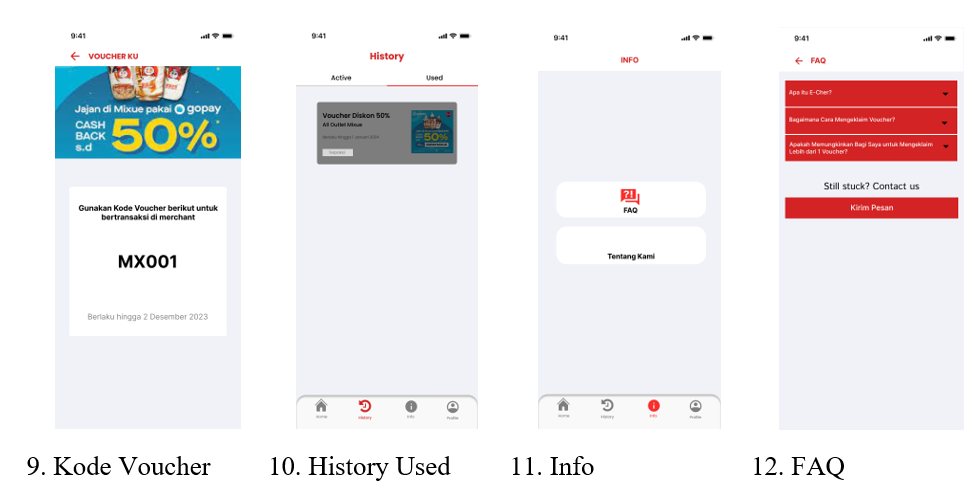 9:41
VOUCHER KU
Jajan di Mixue pakai gopay
CASH
BACK
s.d
50%
Gunakan Kode Voucher berikut untuk
bertransaksi di merchant
MX001
Berlaku hingga 2 Desember 2023
9. Kode Voucher
9:41
History
Active
Used
Voucher Diskon 50%
All Outlet Mixue
Berlaku hingga 2 Januari 2024
50%
Home
History
Info
Profile
10. History Used
9:41
INFO
?!
FAQ
Tentang Kami
Home
History
Info
Profile
11. Info
9:41
FAQ
Apa Itu E-Cher?
Bagaimana Cara Mengeklaim Voucher?
Apakah Memungkinkan Bagi Saya untuk Mengeklaim
Lebih dari 1 Voucher?
Still stuck? Contact us
Kirim Pesan
12. FAQ